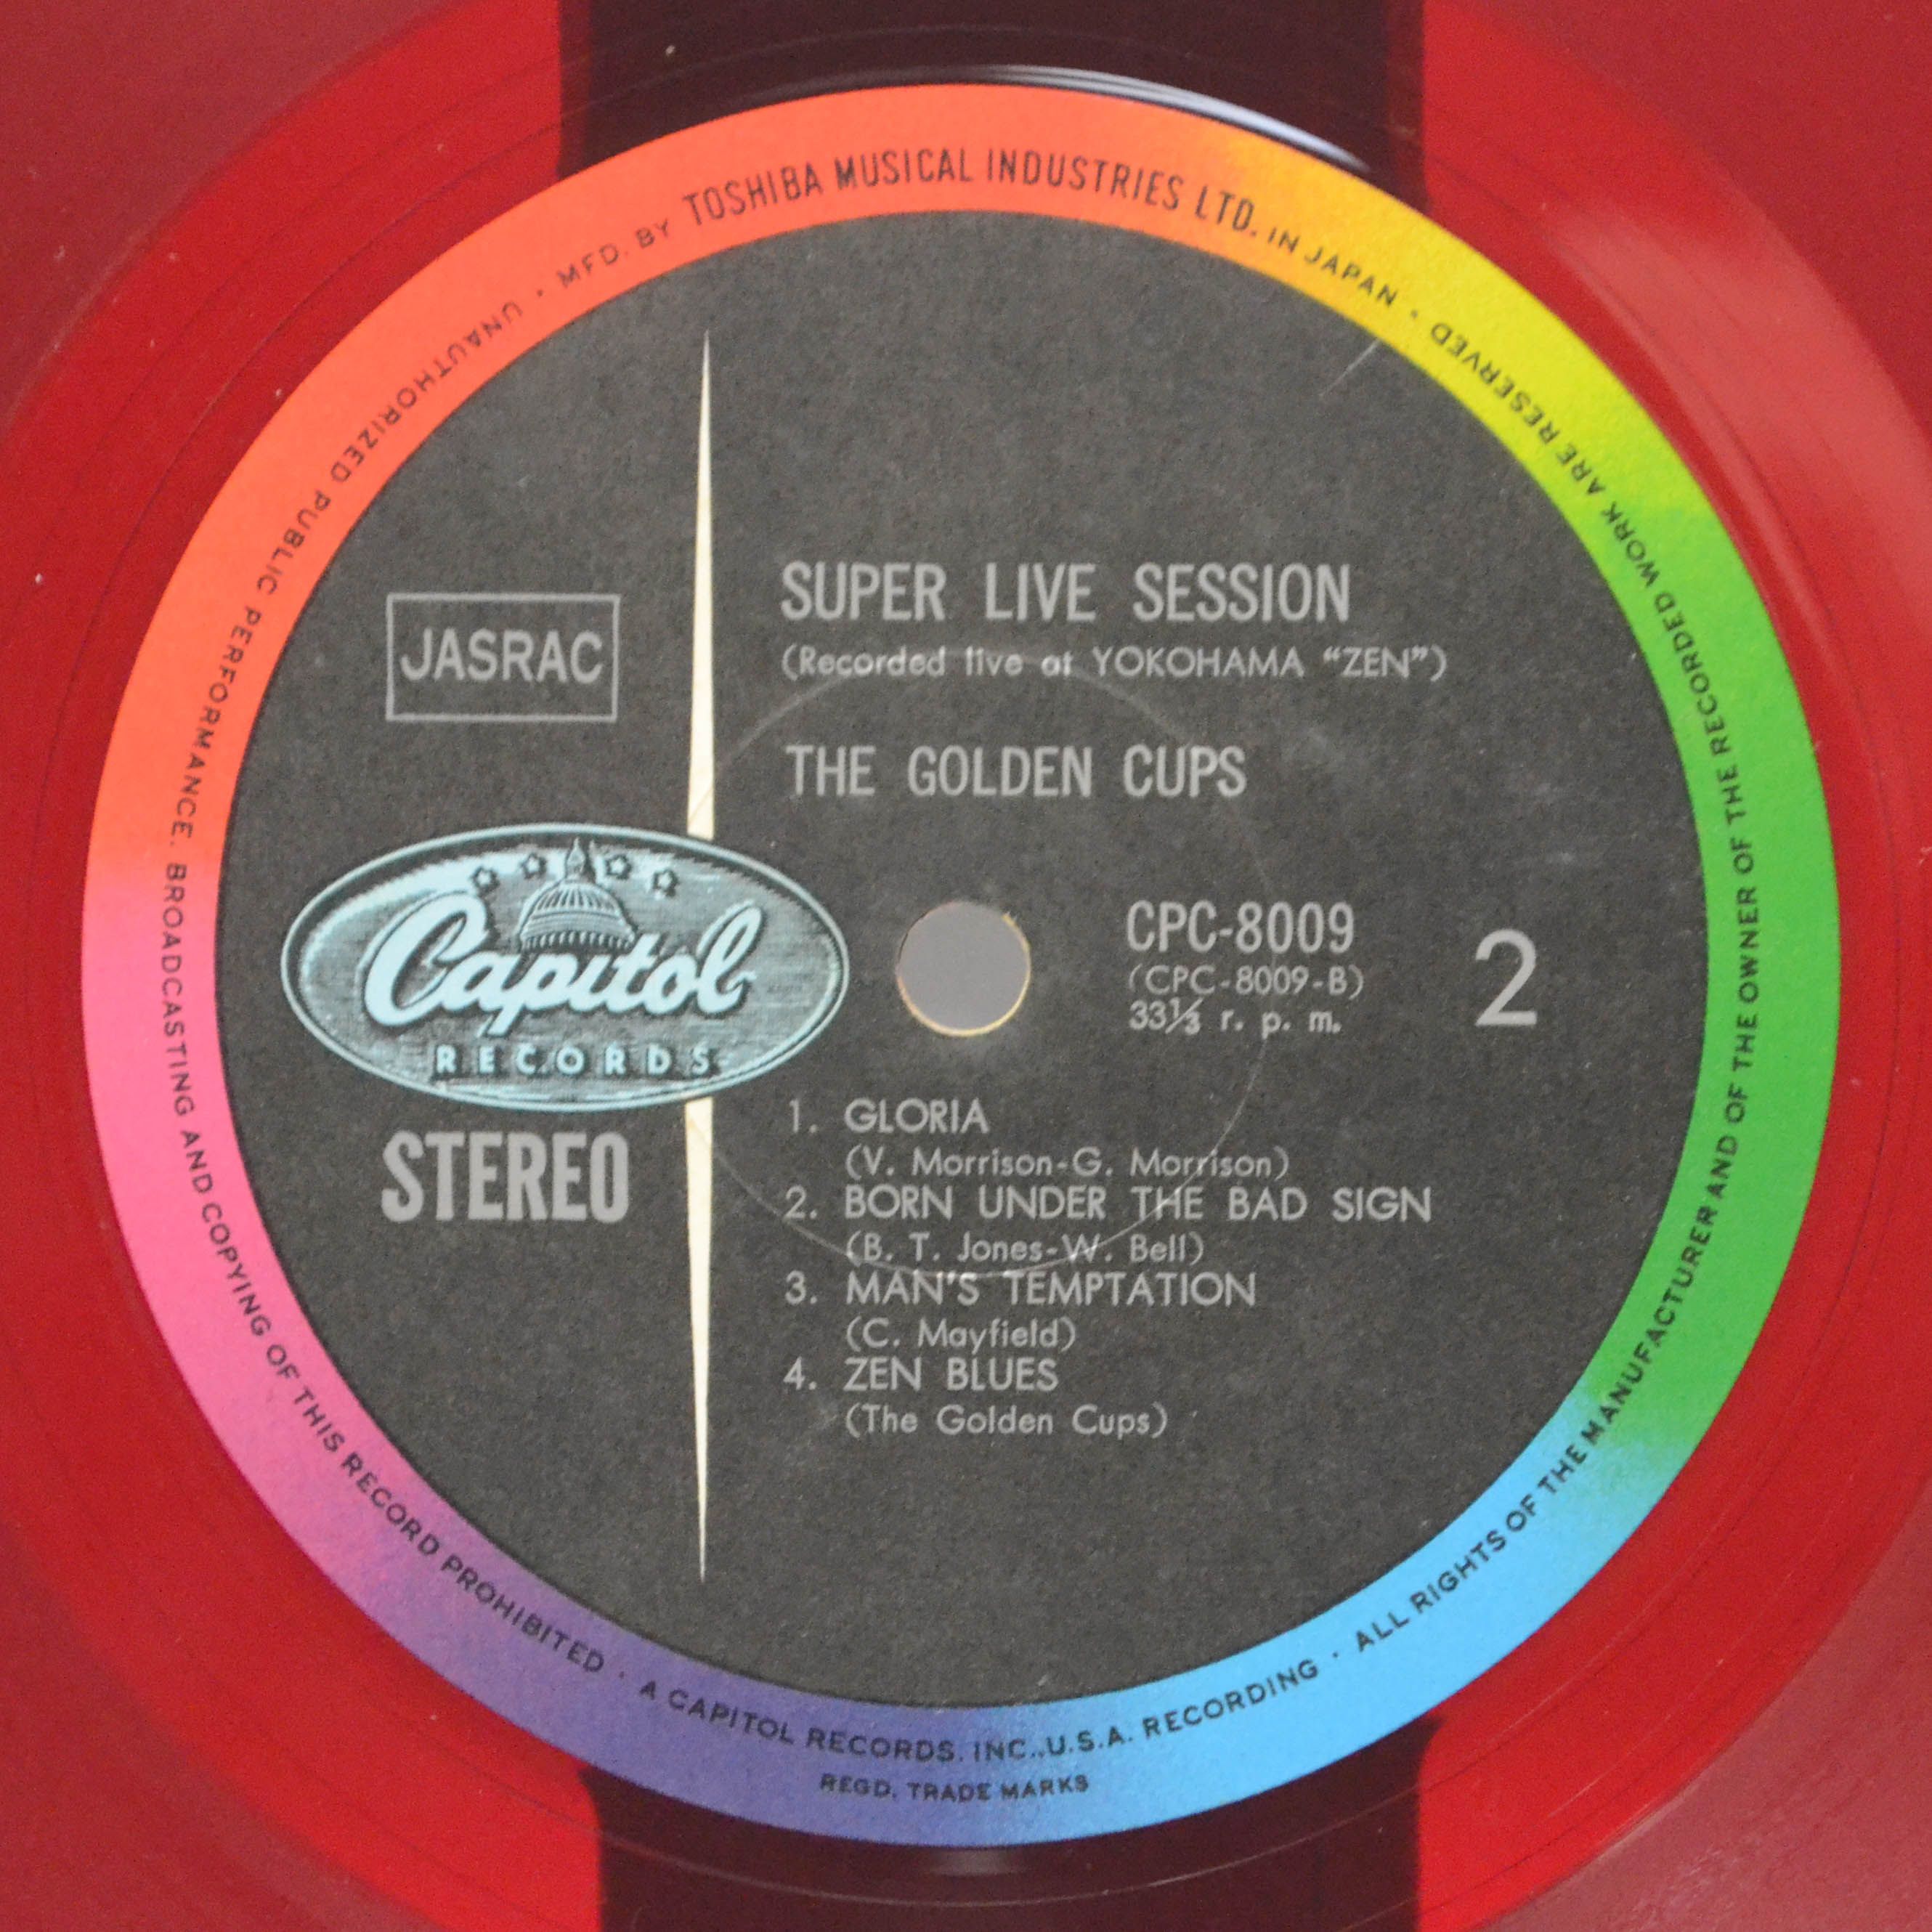 MFD. BY TOSHIBA MUSICAL INDUSTRIES LTD. IN JAPAN ·
UNAUTHORIZED PUBLIC PERFORMANCE. BROADCASTING AND COPYING OF THIS RECORD PROHIBITED ·
A CAPITOL RECORDS. INC.,U.S.A. RECORDING ·
REGD. TRADE MARKS
ALL RIGHTS OF THE MANUFACTURER AND OF THE OWNER OF THE RECORDED WORK ARE RESERVED
JASRAC
Capitol
RECORDS
STEREO
SUPER LIVE SESSION
(Recorded live at YOKOHAMA “ZEN”)
THE GOLDEN CUPS
CPC-8009
(CPC-8009-B)
33⅓ r. p. m.
2
1. GLORIA
(V. Morrison-G. Morrison)
2. BORN UNDER THE BAD SIGN
(B. T. Jones-W. Bell)
3. MAN'S TEMPTATION
(C. Mayfield)
4. ZEN BLUES
(The Golden Cups)